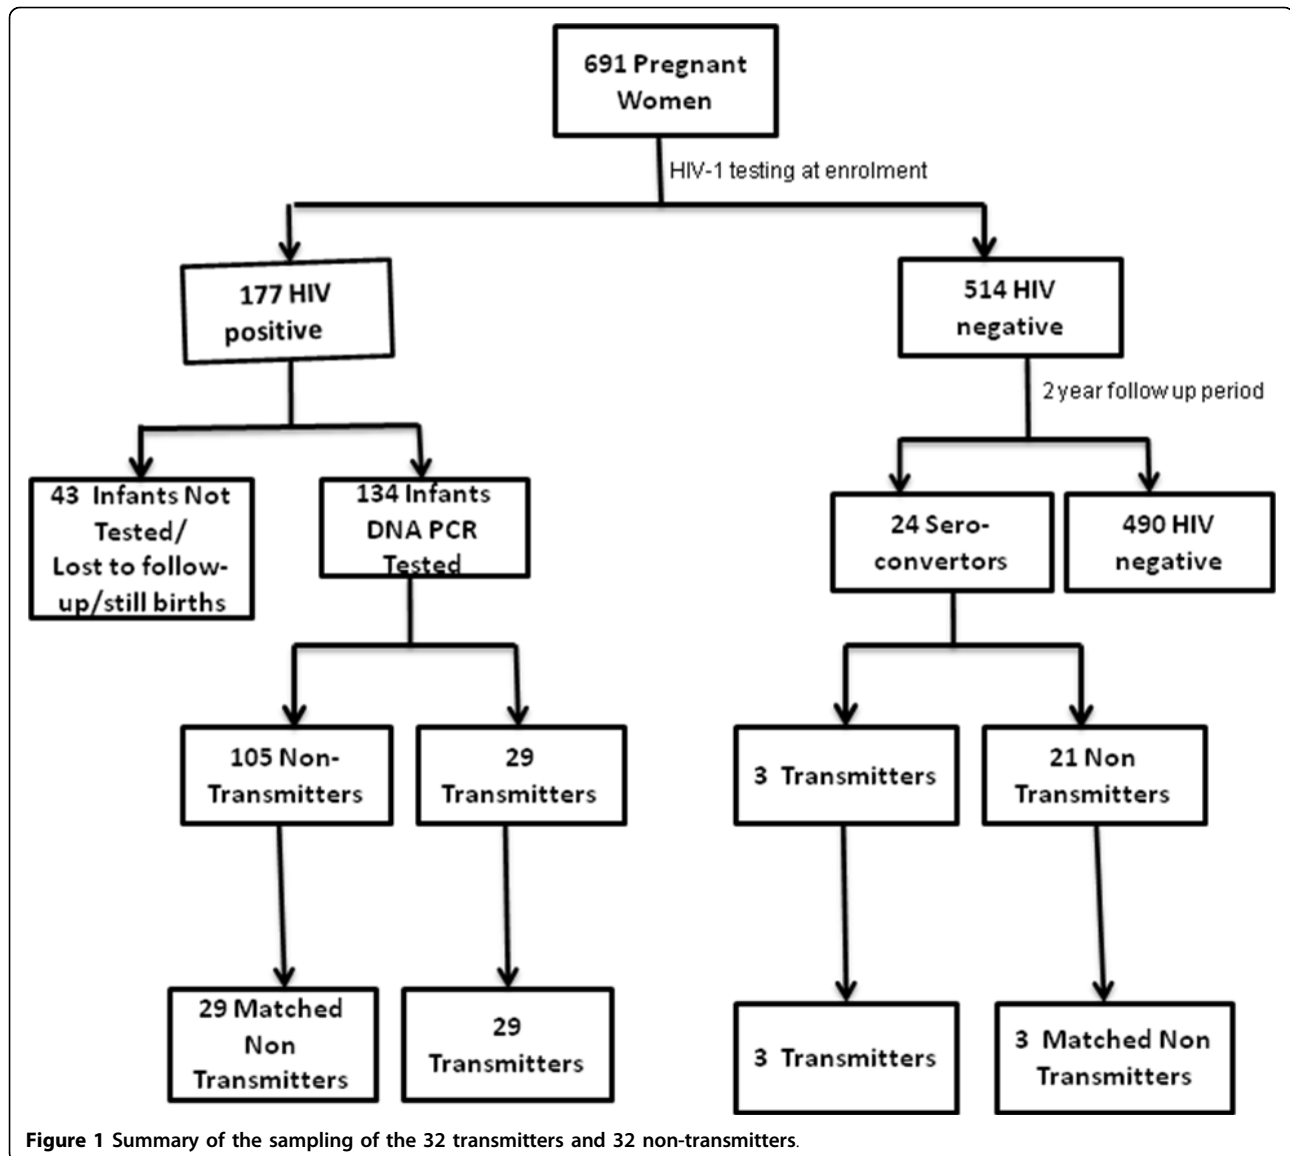 691 Pregnant
Women
HIV-1 testing at enrolment
177 HIV
positive
514 HIV
negative
2 year follow up period
43 Infants Not
Tested/
Lost to follow-
up/still births
134 Infants
DNA PCR
Tested
24 Sero-
convertors
490 HIV
negative
105 Non-
Transmitters
29
Transmitters
3 Transmitters
21 Non
Transmitters
29 Matched
Non
Transmitters
29
Transmitters
3 Transmitters
3 Matched Non
Transmitters
Figure 1 Summary of the sampling of the 32 transmitters and 32 non-transmitters.